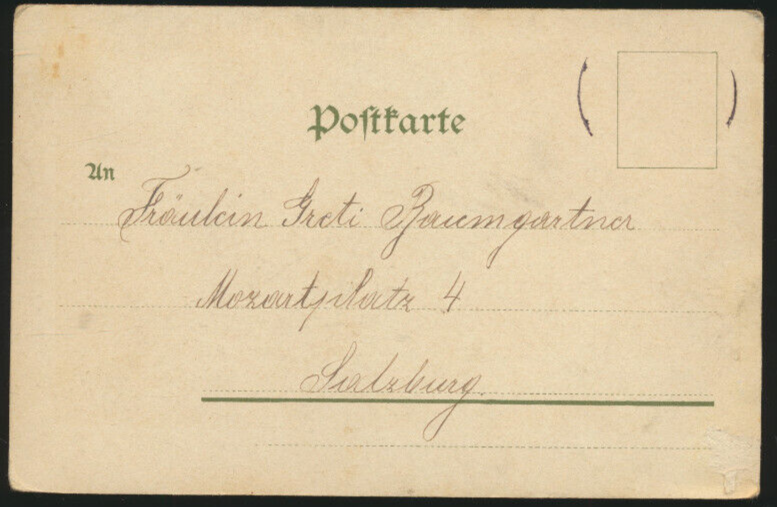 Postkarte
An
Fräulein Greti Baumgartner
Mozartplatz 4
Salzburg.